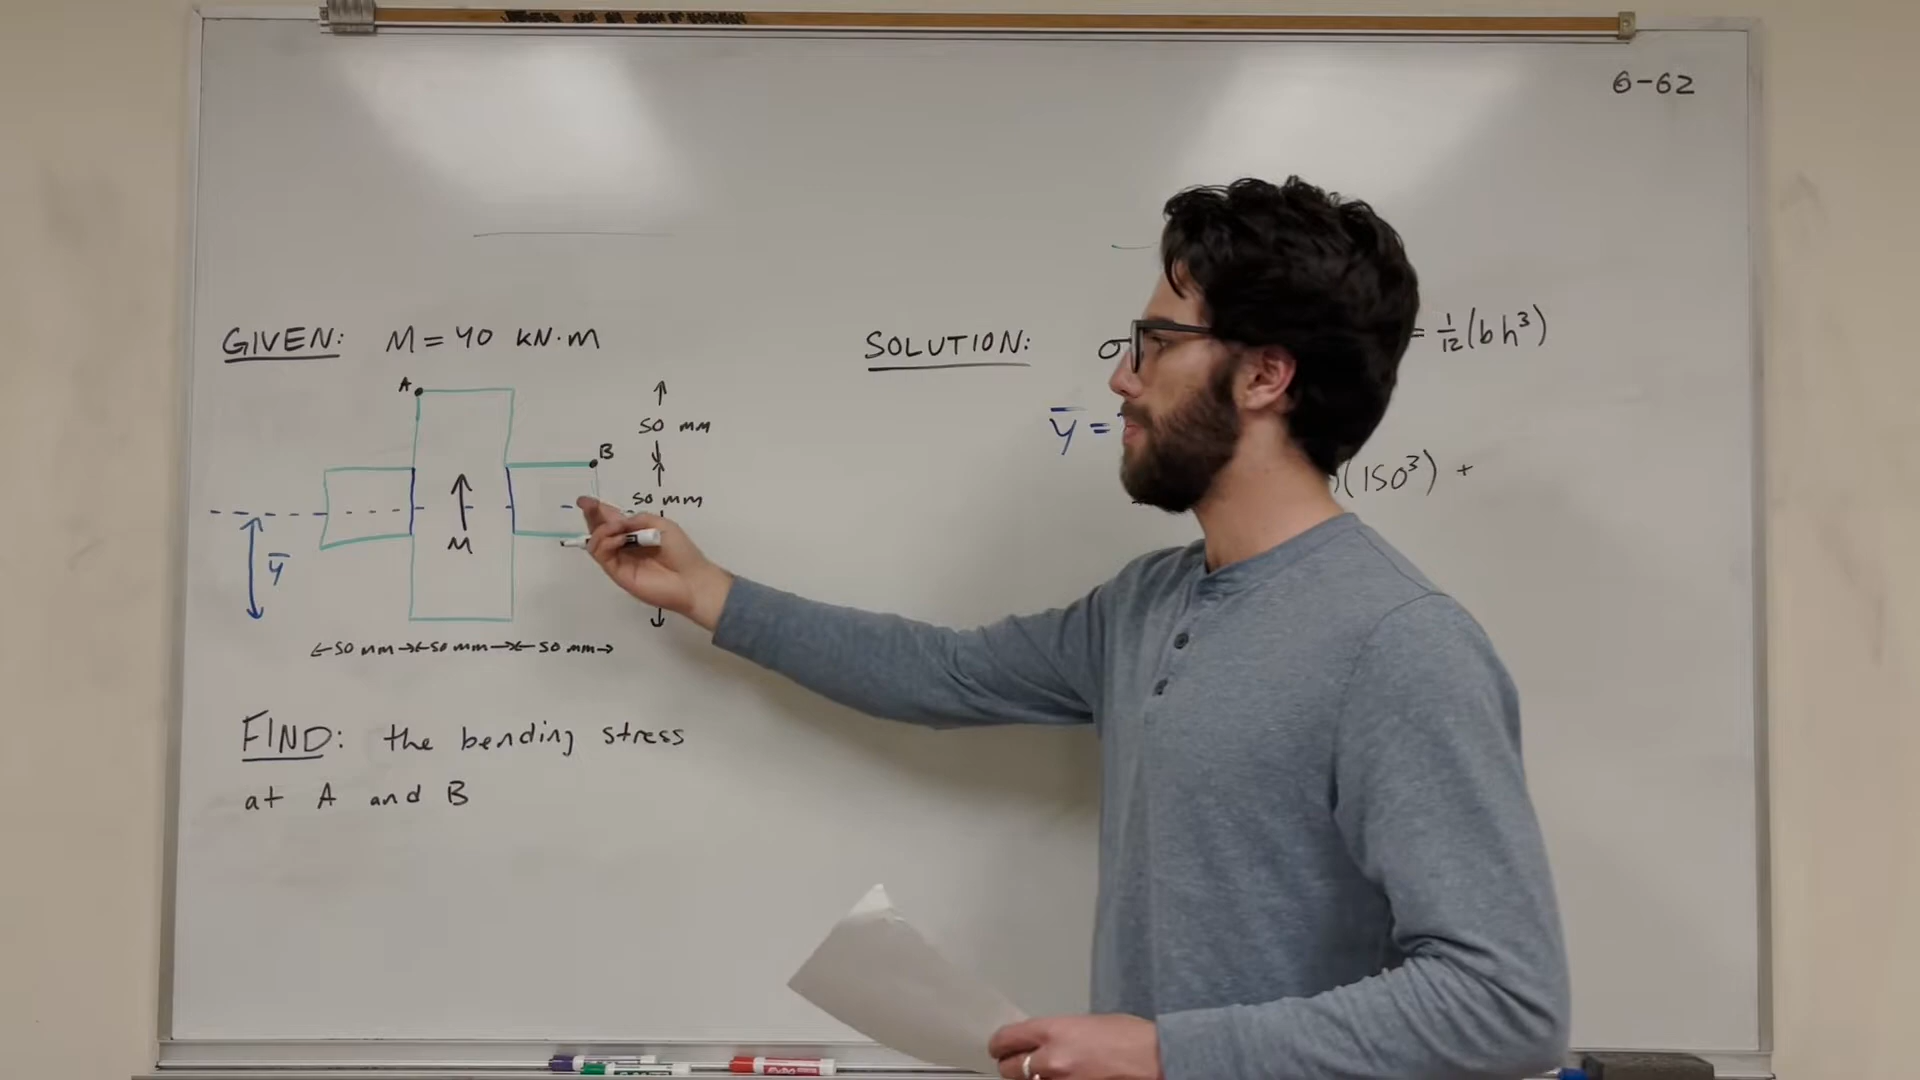 6-62
GIVEN: M = 40 kN·m
SOLUTION:
σ
= 1/12 (bh³)
A
50 mm
B
ȳ =
50 mm
(150³) +
M
ȳ
50 mm 50 mm 50 mm
FIND: the bending stress
at A and B